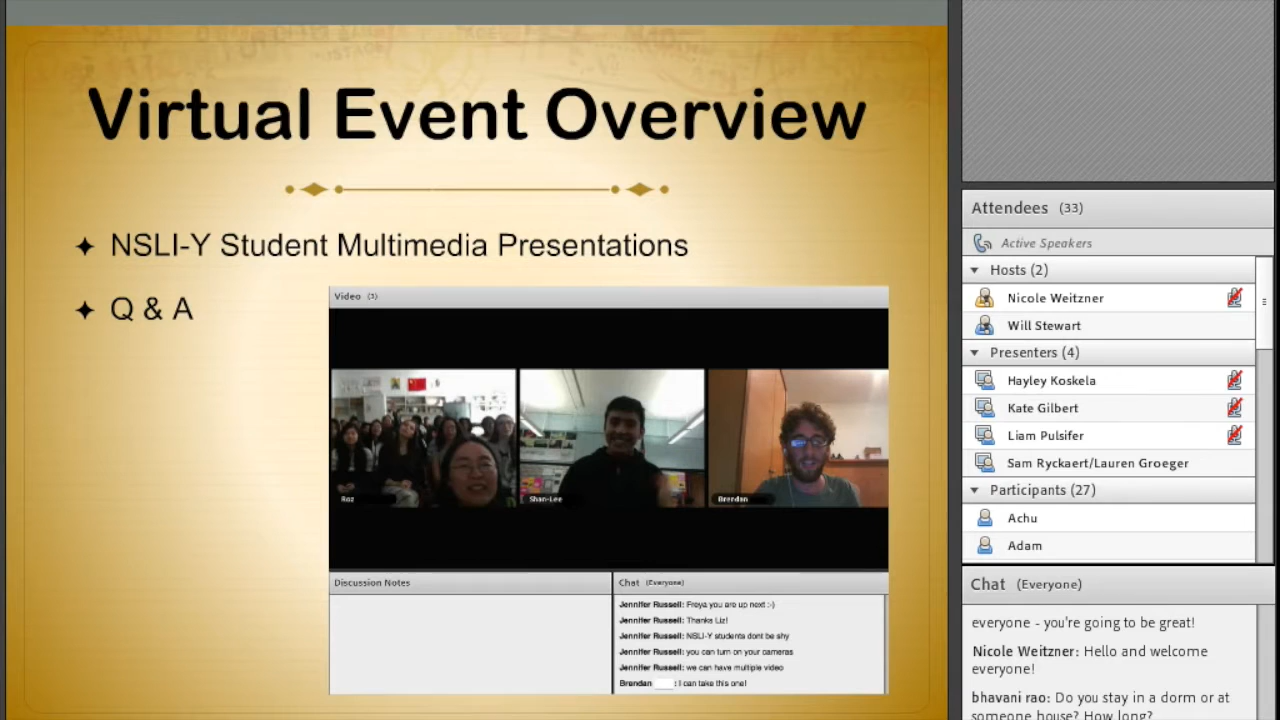 Virtual Event Overview
✦ NSLI-Y Student Multimedia Presentations
✦ Q & A
Video (3)
Roz
Shan-Lee
Brendan
Discussion Notes
Chat (Everyone)
Jennifer Russell: Freya you are up next :-)
Jennifer Russell: Thanks Liz!
Jennifer Russell: NSLI-Y students dont be shy
Jennifer Russell: you can turn on your cameras
Jennifer Russell: we can have multiple video
Brendan : I can take this one!
Attendees (33)
Active Speakers
Hosts (2)
Nicole Weitzner
Will Stewart
Presenters (4)
Hayley Koskela
Kate Gilbert
Liam Pulsifer
Sam Ryckaert/Lauren Groeger
Participants (27)
Achu
Adam
Chat (Everyone)
everyone - you're going to be great!
Nicole Weitzner: Hello and welcome
everyone!
bhavani rao: Do you stay in a dorm or at
someone house? How long?